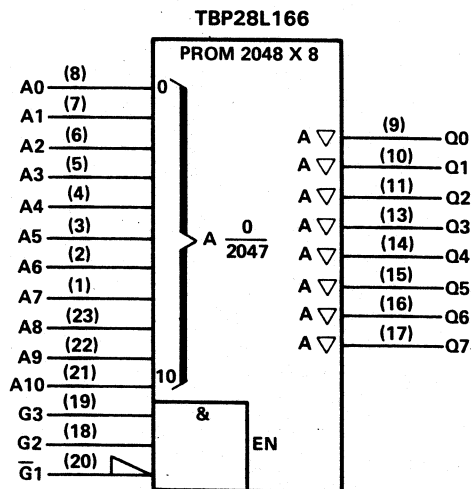 TBP28L166
PROM 2048 X 8
A0 (8) 0
A1 (7)
A2 (6)
A3 (5)
A4 (4)
A5 (3)
A6 (2)
A7 (1)
A8 (23)
A9 (22)
A10 (21) 10
G3 (19)
G2 (18)
G̅1 (20)
A 0/2047
&
EN
A ▽ (9) Q0
A ▽ (10) Q1
A ▽ (11) Q2
A ▽ (13) Q3
A ▽ (14) Q4
A ▽ (15) Q5
A ▽ (16) Q6
A ▽ (17) Q7